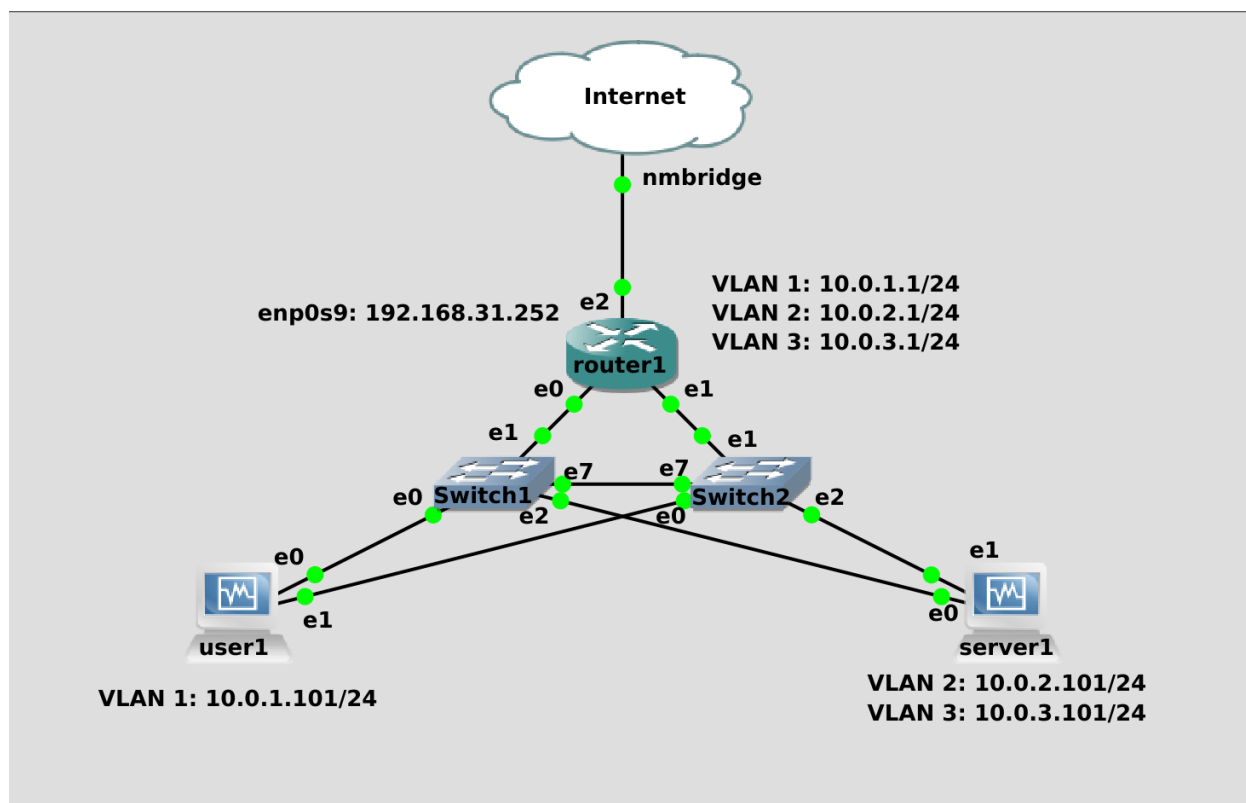 Internet
nmbridge
VLAN 1: 10.0.1.1/24
e2
enp0s9: 192.168.31.252
VLAN 2: 10.0.2.1/24
VLAN 3: 10.0.3.1/24
router1
e0
e1
e1
e1
e7
e7
e0
Switch1
Switch2
e2
e2
e0
e0
e1
e1
e0
user1
server1
VLAN 1: 10.0.1.101/24
VLAN 2: 10.0.2.101/24
VLAN 3: 10.0.3.101/24